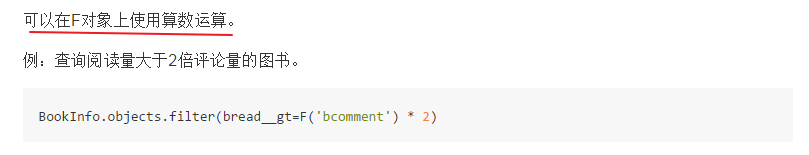 可以在F对象上使用算数运算。
例：查询阅读量大于2倍评论量的图书。
BookInfo.objects.filter(bread__gt=F('bcomment') * 2)